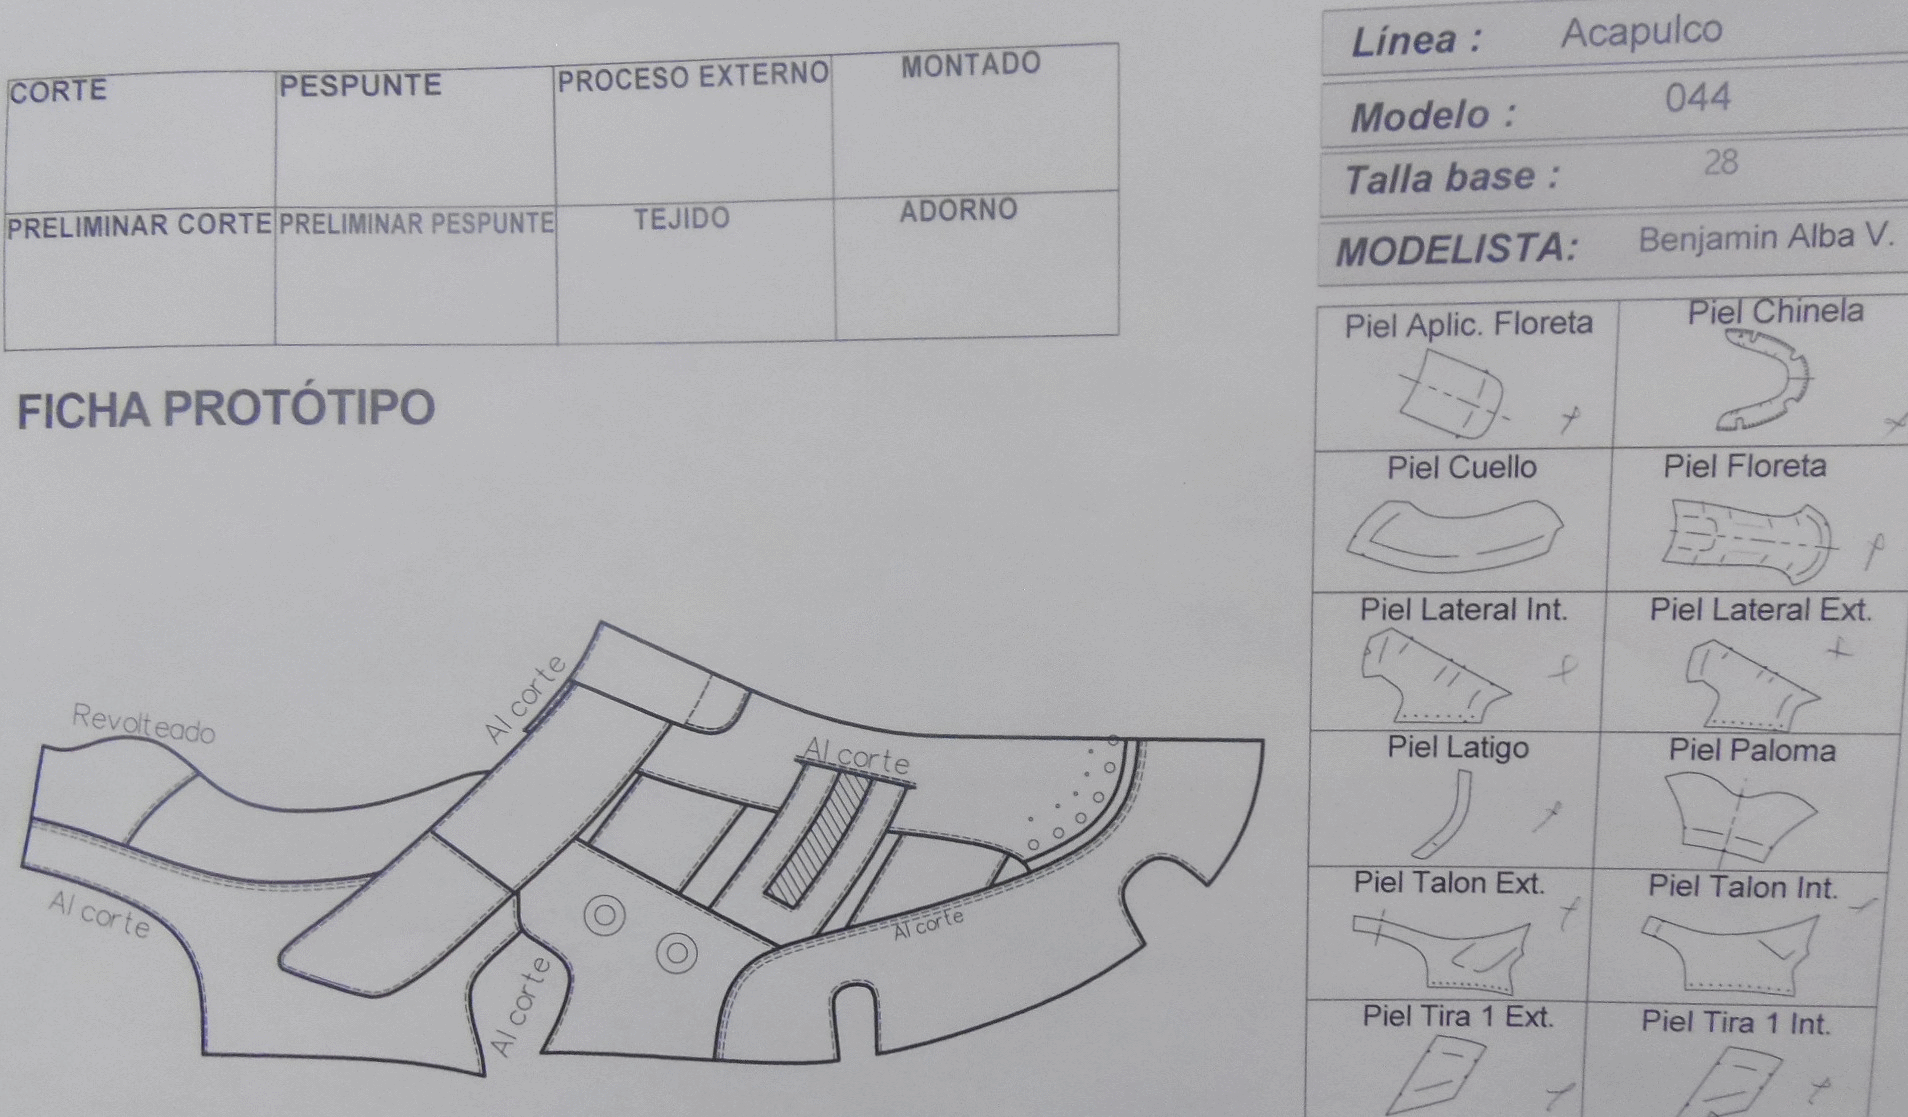 CORTE PESPUNTE PROCESO EXTERNO MONTADO
PRELIMINAR CORTE PRELIMINAR PESPUNTE TEJIDO ADORNO
FICHA PROTÓTIPO
Revolteado
Al corte
Al corte
Al corte
Al corte
Al corte
Línea : Acapulco
Modelo : 044
Talla base : 28
MODELISTA: Benjamin Alba V.
Piel Aplic. Floreta Piel Chinela
Piel Cuello Piel Floreta
Piel Lateral Int. Piel Lateral Ext.
Piel Latigo Piel Paloma
Piel Talon Ext. Piel Talon Int.
Piel Tira 1 Ext. Piel Tira 1 Int.